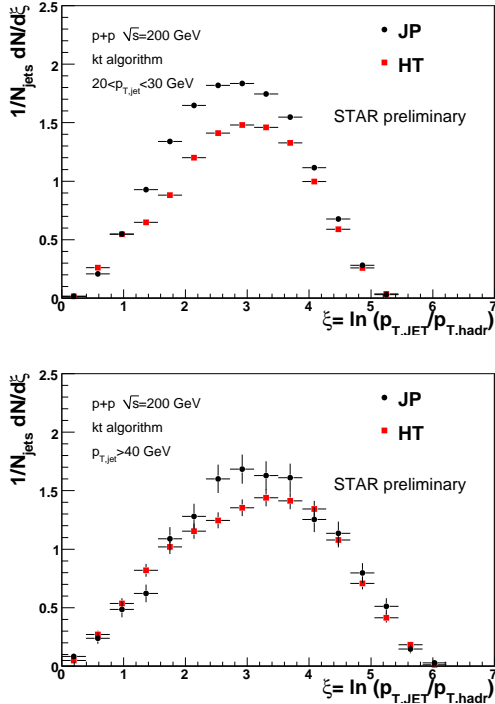 1/N_jets dN/dξ
2.5
2
1.5
1
0.5
0
p+p √s=200 GeV
kt algorithm
20<p_T,jet<30 GeV
JP
HT
STAR preliminary
0 1 2 3 4 5 6 7
ξ= ln (p_T,JET/p_T,hadr)
1/N_jets dN/dξ
2.5
2
1.5
1
0.5
0
p+p √s=200 GeV
kt algorithm
p_T,jet>40 GeV
JP
HT
STAR preliminary
0 1 2 3 4 5 6 7
ξ= ln (p_T,JET/p_T,hadr)